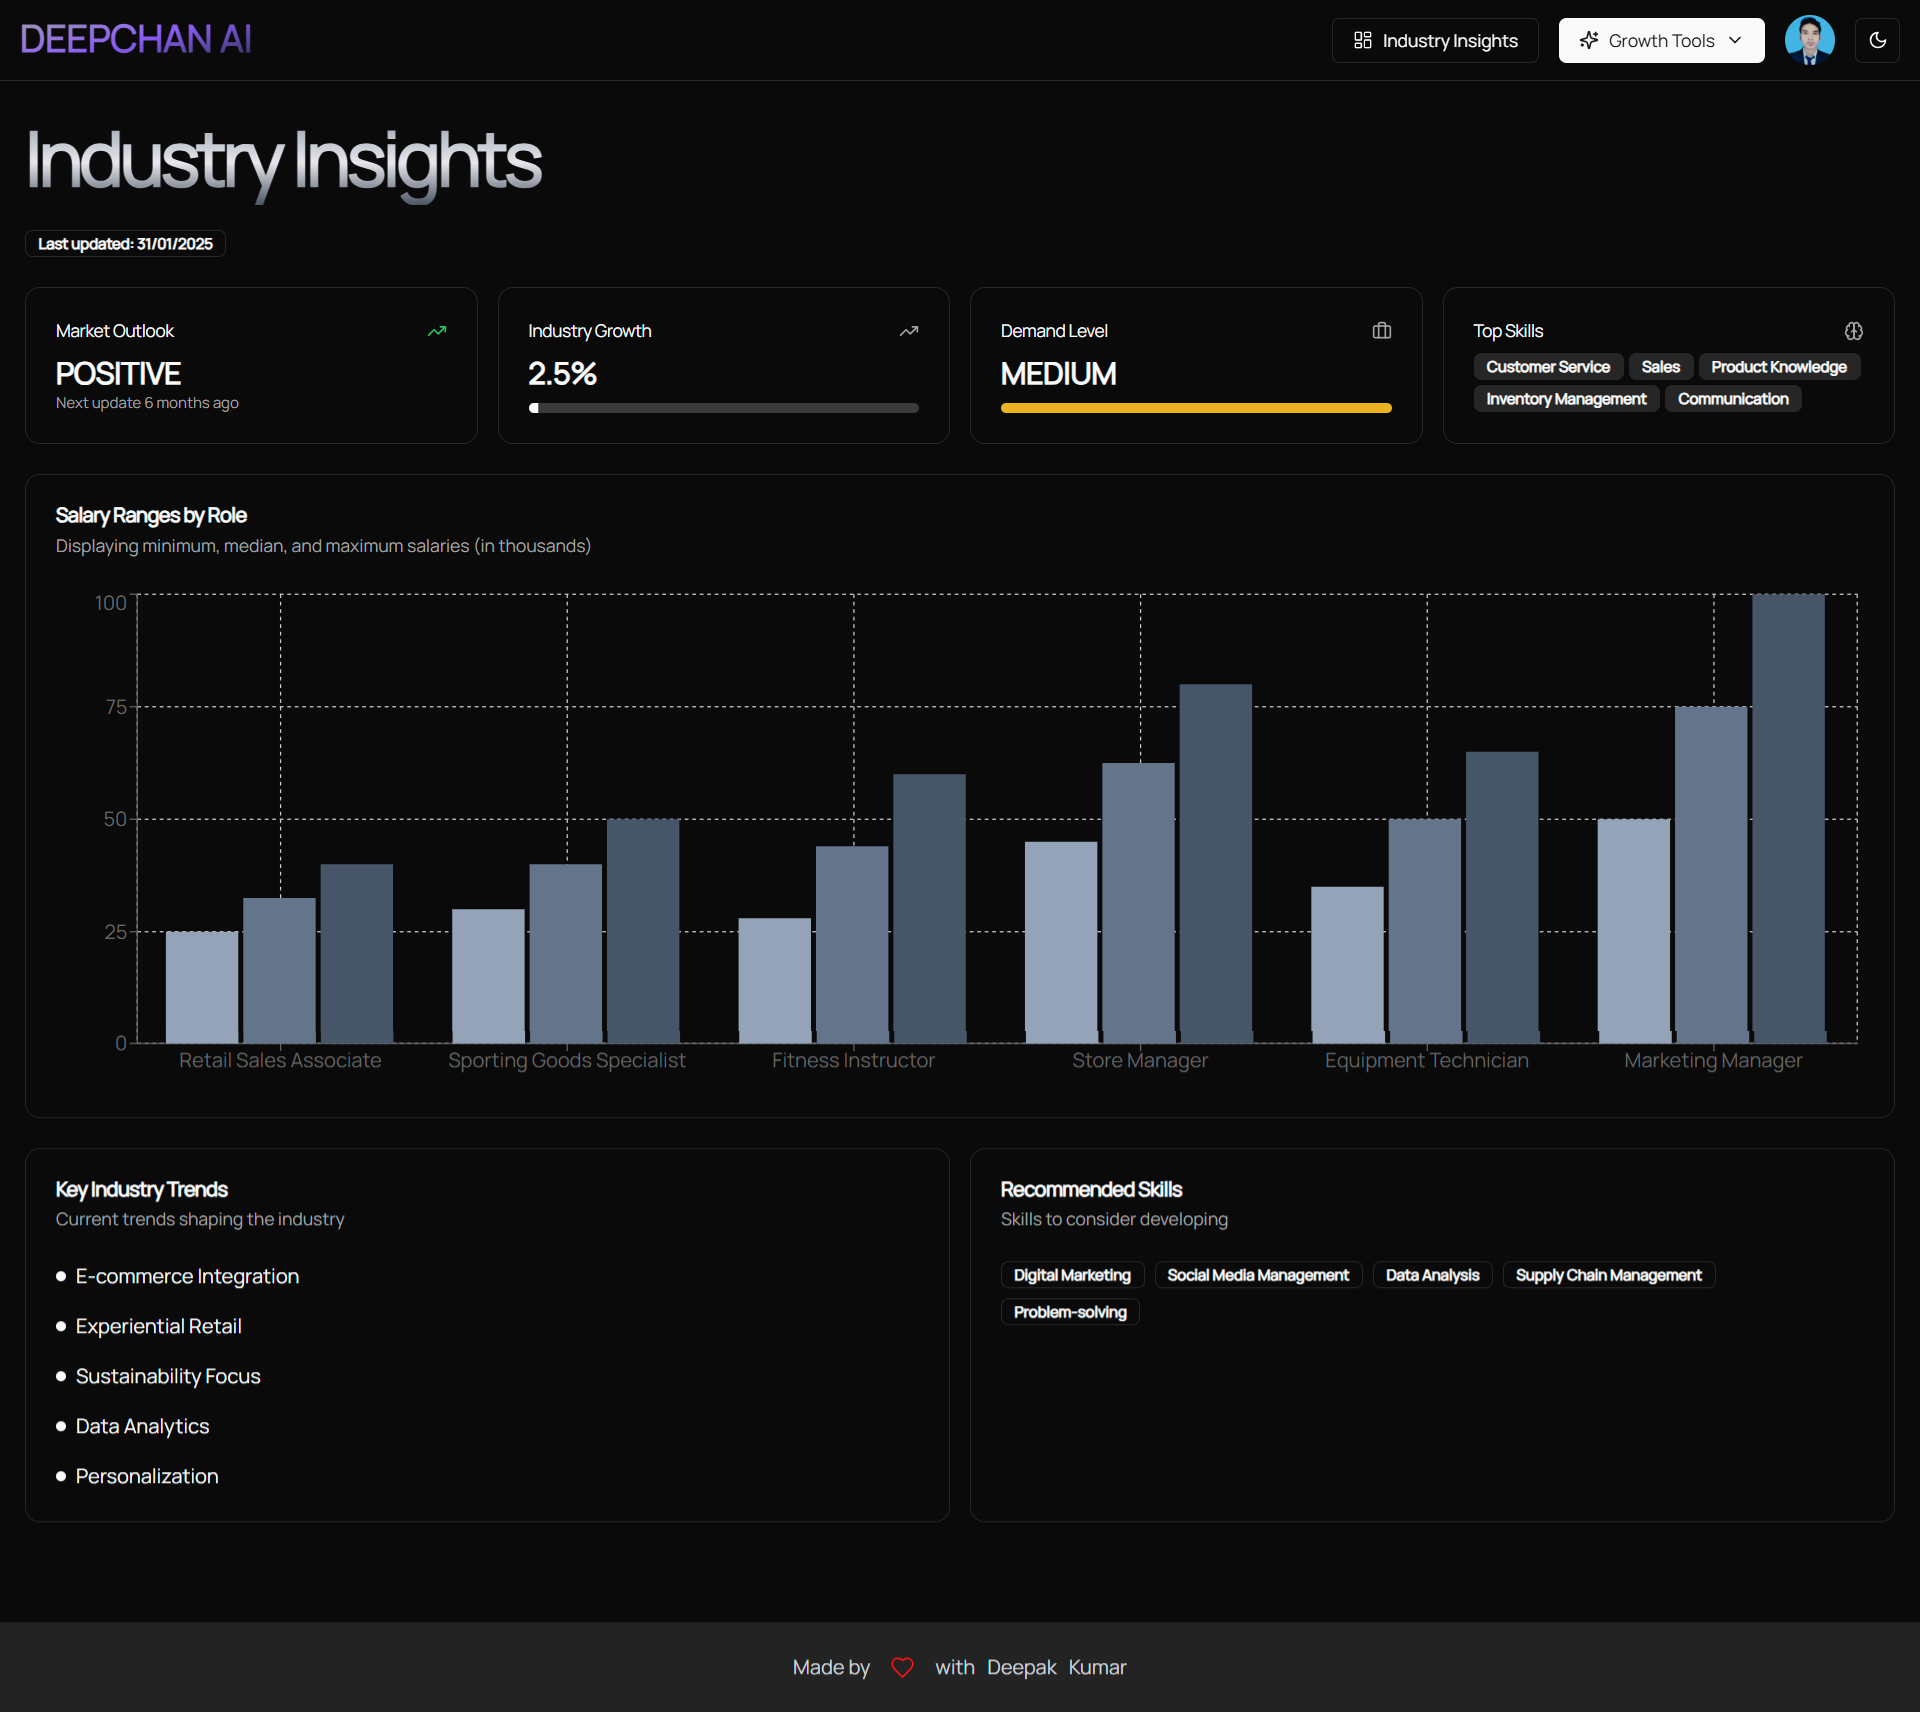 DEEPCHAN AI
Industry Insights
Growth Tools
Industry Insights
Last updated: 31/01/2025
Market Outlook
POSITIVE
Next update 6 months ago
Industry Growth
2.5%
Demand Level
MEDIUM
Top Skills
Customer Service Sales Product Knowledge
Inventory Management Communication
Salary Ranges by Role
Displaying minimum, median, and maximum salaries (in thousands)
100
75
50
25
0
Retail Sales Associate Sporting Goods Specialist Fitness Instructor Store Manager Equipment Technician Marketing Manager
Key Industry Trends
Current trends shaping the industry
E-commerce Integration
Experiential Retail
Sustainability Focus
Data Analytics
Personalization
Recommended Skills
Skills to consider developing
Digital Marketing Social Media Management Data Analysis Supply Chain Management
Problem-solving
Made by with Deepak Kumar